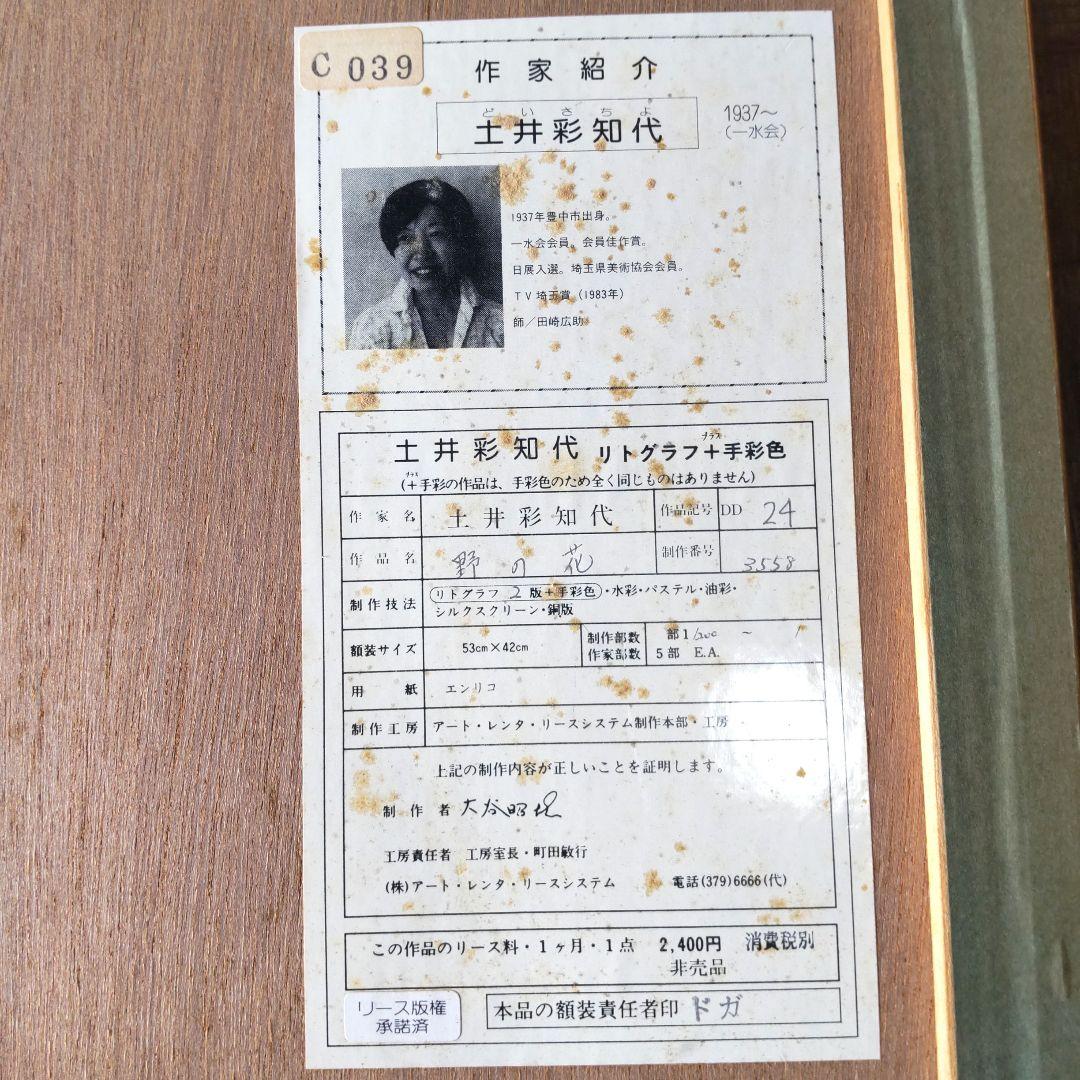 C 039
作家紹介
どいさちよ
土井彩知代
1937〜
(一水会)
1937年豊中市出身。
一水会会員。会員佳作賞。
日展入選。埼玉県美術協会会員。
TV埼玉賞(1983年)
師／田崎広助
プラス
土井彩知代 リトグラフ+手彩色
プラス
(+手彩の作品は、手彩色のため全く同じものはありません)
作家名 土井彩知代 作品記号 DD 24
作品名 野の花 制作番号 3558
制作技法 リトグラフ 2 版+手彩色・水彩・パステル・油彩・
シルクスクリーン・銅版
額装サイズ 53cm×42cm 制作部数 部1/200 〜 1
作家部数 5部 E.A.
用紙 エンリコ
制作工房 アート・レンタ・リースシステム制作本部・工房
上記の制作内容が正しいことを証明します。
制作者
工房責任者 工房室長・町田敏行
(株)アート・レンタ・リースシステム 電話(379)6666(代)
この作品のリース料・1ヶ月・1点 2,400円 消費税別
非売品
リース版権
承諾済
本品の額装責任者印 ドガ